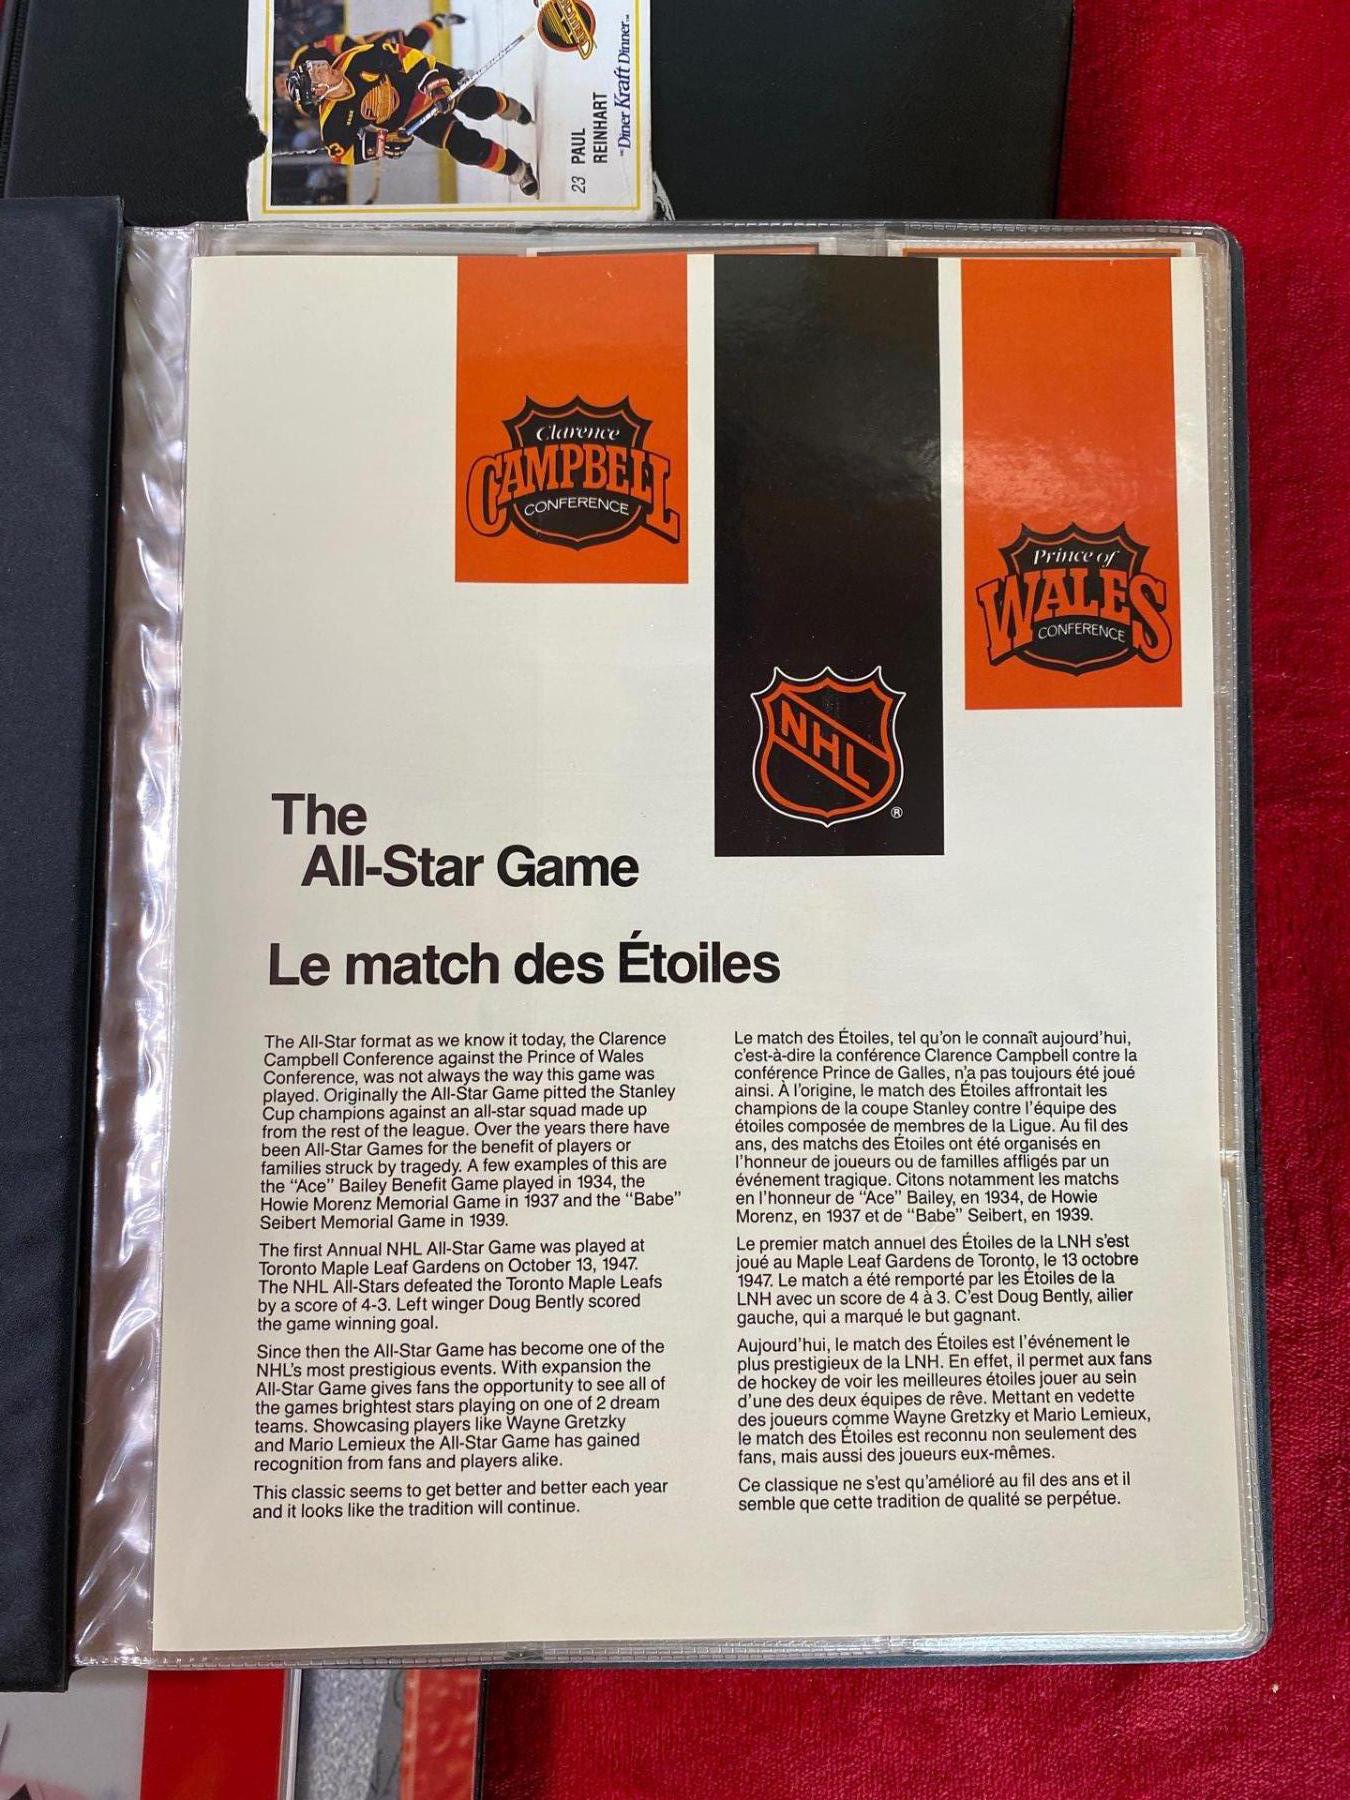 23 PAUL
REINHART
"Diner Kraft Dinner"
Clarence
CAMPBELL
CONFERENCE
Prince of
WALES
CONFERENCE
NHL
®
The
All-Star Game
Le match des Étoiles
The All-Star format as we know it today, the Clarence
Campbell Conference against the Prince of Wales
Conference, was not always the way this game was
played. Originally the All-Star Game pitted the Stanley
Cup champions against an all-star squad made up
from the rest of the league. Over the years there have
been All-Star Games for the benefit of players or
families struck by tragedy. A few examples of this are
the "Ace" Bailey Benefit Game played in 1934, the
Howie Morenz Memorial Game in 1937 and the "Babe"
Seibert Memorial Game in 1939.
The first Annual NHL All-Star Game was played at
Toronto Maple Leaf Gardens on October 13, 1947.
The NHL All-Stars defeated the Toronto Maple Leafs
by a score of 4-3. Left winger Doug Bently scored
the game winning goal.
Since then the All-Star Game has become one of the
NHL's most prestigious events. With expansion the
All-Star Game gives fans the opportunity to see all of
the games brightest stars playing on one of 2 dream
teams. Showcasing players like Wayne Gretzky
and Mario Lemieux the All-Star Game has gained
recognition from fans and players alike.
This classic seems to get better and better each year
and it looks like the tradition will continue.
Le match des Étoiles, tel qu'on le connaît aujourd'hui,
c'est-à-dire la conférence Clarence Campbell contre la
conférence Prince de Galles, n'a pas toujours été joué
ainsi. À l'origine, le match des Étoiles affrontait les
champions de la coupe Stanley contre l'équipe des
étoiles composée de membres de la Ligue. Au fil des
ans, des matchs des Étoiles ont été organisés en
l'honneur de joueurs ou de familles affligés par un
événement tragique. Citons notamment les matchs
en l'honneur de "Ace" Bailey, en 1934, de Howie
Morenz, en 1937 et de "Babe" Seibert, en 1939.
Le premier match annuel des Étoiles de la LNH s'est
joué au Maple Leaf Gardens de Toronto, le 13 octobre
1947. Le match a été remporté par les Étoiles de la
LNH avec un score de 4 à 3. C'est Doug Bently, ailier
gauche, qui a marqué le but gagnant.
Aujourd'hui, le match des Étoiles est l'événement le
plus prestigieux de la LNH. En effet, il permet aux fans
de hockey de voir les meilleures étoiles jouer au sein
d'une des deux équipes de rêve. Mettant en vedette
des joueurs comme Wayne Gretzky et Mario Lemieux,
le match des Étoiles est reconnu non seulement des
fans, mais aussi des joueurs eux-mêmes.
Ce classique ne s'est qu'amélioré au fil des ans et il
semble que cette tradition de qualité se perpétue.